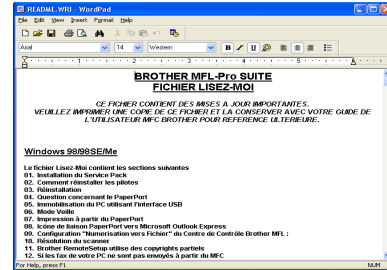 README.WRI - WordPad
File Edit View Insert Format Help
Arial 14 Western
BROTHER MFL-Pro SUITE
FICHIER LISEZ-MOI
CE FICHIER CONTIENT DES MISES A JOUR IMPORTANTES.
VEUILLEZ IMPRIMER UNE COPIE DE CE FICHIER ET LA CONSERVER AVEC VOTRE GUIDE DE
L'UTILISATEUR MFC BROTHER POUR REFERENCE ULTERIEURE.
Windows 98/98SE/Me
Le fichier Lisez-Moi contient les sections suivantes
01. Installation du Service Pack
02. Comment réinstaller les pilotes
03. Réinstallation
04. Question concernant le PaperPort
05. Immobilisation du PC utilisant l'interface USB
06. Mode Veille
07. Impression à partir du PaperPort
08. Icône de liaison PaperPort vers Microsoft Outlook Express
09. Configuration "Numérisation vers Fichier" du Centre de Contrôle Brother MFL :
10. Résolution du scanner
11. Brother RemoteSetup utilise des copyrights partiels
12. Si les fax de votre PC ne sont pas envoyés à partir du MFC
For Help, press F1
NUM